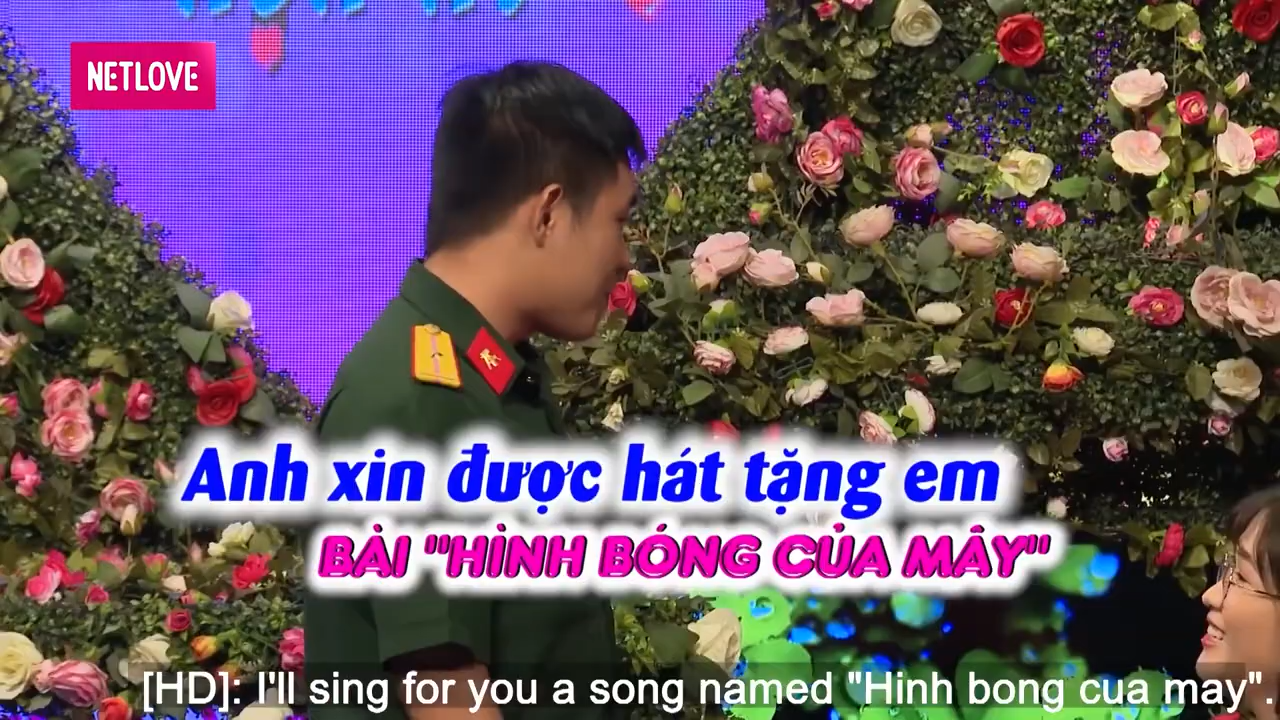 NETLOVE
Anh xin được hát tặng em
BÀI "HÌNH BÓNG CỦA MÂY"
[HD]: I'll sing for you a song named "Hinh bong cua may".